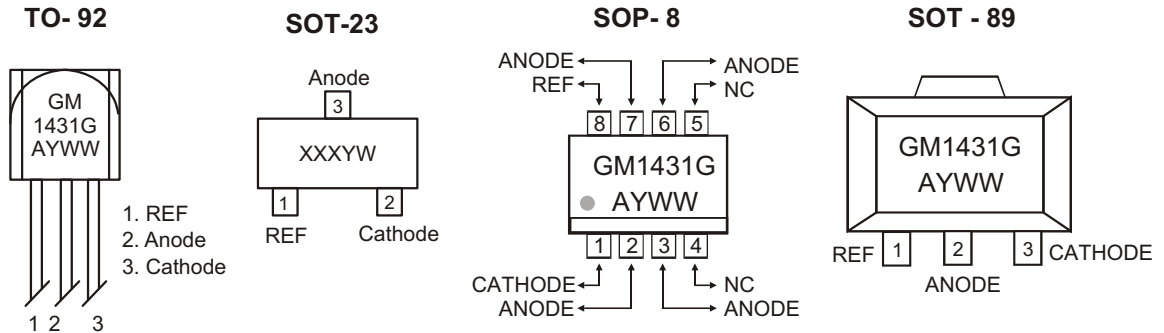 TO- 92
GM
1431G
AYWW
1. REF
2. Anode
3. Cathode
1 2 3
SOT-23
Anode
3
XXXYW
1 2
REF Cathode
SOP- 8
ANODE ANODE
REF NC
8 7 6 5
GM1431G
AYWW
1 2 3 4
CATHODE NC
ANODE ANODE
SOT - 89
GM1431G
AYWW
REF 1 2 3 CATHODE
ANODE